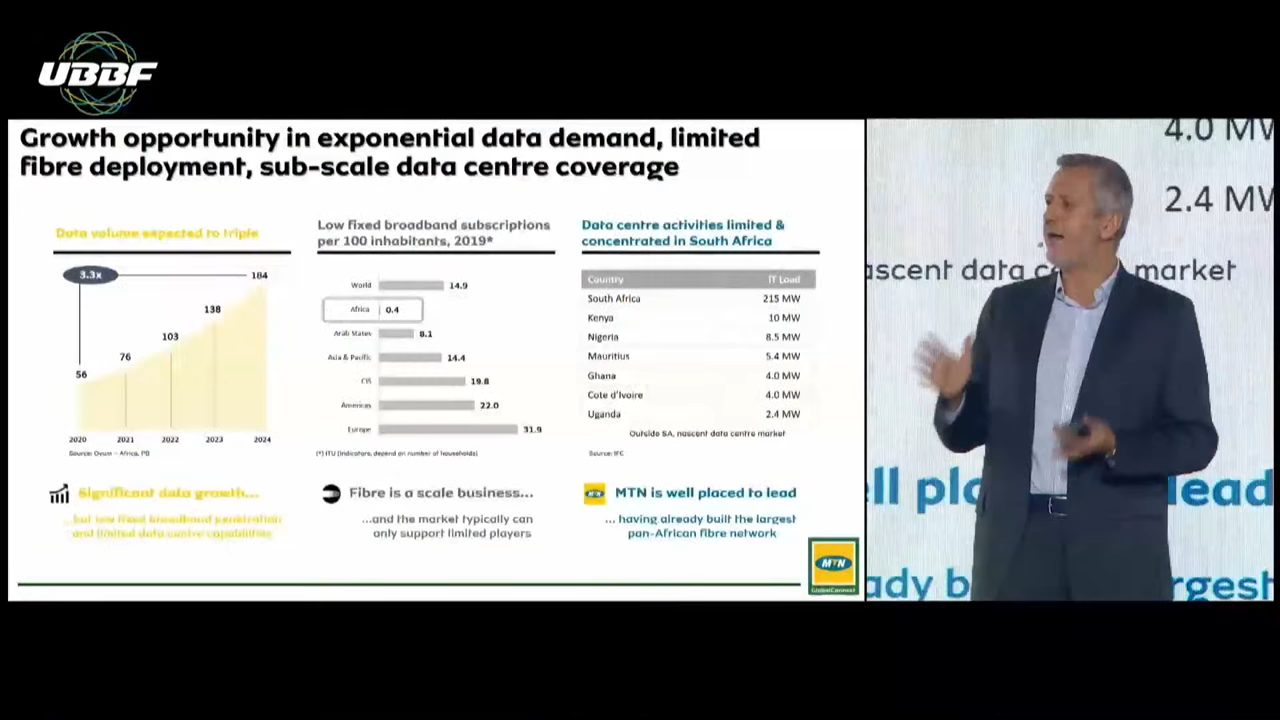 UBBF
Growth opportunity in exponential data demand, limited
fibre deployment, sub-scale data centre coverage
Data volume expected to triple
3.3x
184
138
103
76
56
2020
2021
2022
2023
2024
Source: Ovum – Africa, PB
Significant data growth...
...but low fixed broadband penetration
and limited data centre capabilities
Low fixed broadband subscriptions
per 100 inhabitants, 2019*
World 14.9
Africa 0.4
Arab States 8.1
Asia & Pacific 14.4
CIS 19.8
Americas 22.0
Europe 31.9
(*) ITU (indicators, depend on number of households)
Fibre is a scale business...
...and the market typically can
only support limited players
Data centre activities limited &
concentrated in South Africa
Country IT Load
South Africa 215 MW
Kenya 10 MW
Nigeria 8.5 MW
Mauritius 5.4 MW
Ghana 4.0 MW
Cote d'Ivoire 4.0 MW
Uganda 2.4 MW
Outside SA, nascent data centre market
Source: IFC
MTN
MTN is well placed to lead
... having already built the largest
pan-African fibre network
MTN
GlobalConnect
4.0 MW
2.4 MW
ascent data c market
ll pla lead
ady b rgest